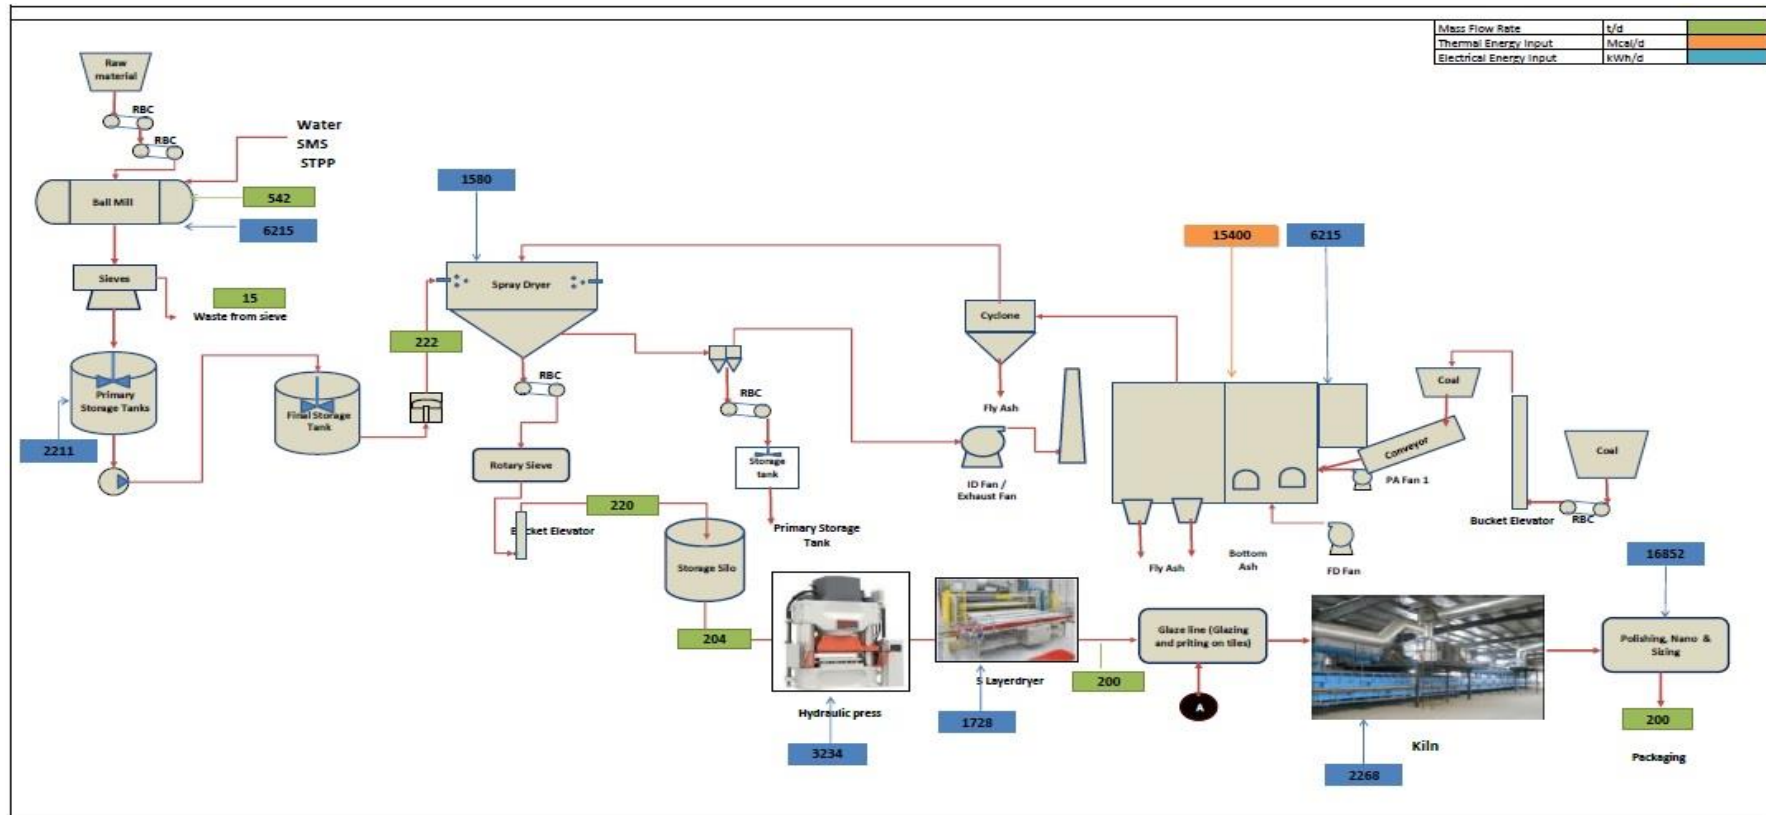 Mass Flow Rate t/d
Thermal Energy Input Mcal/d
Electrical Energy Input kWh/d
Raw
material
RBC
RBC
Water
SMS
STPP
Ball Mill
542
6215
Sieves
15
Waste from sieve
Primary
Storage Tanks
2211
Final Storage
Tank
222
1580
Spray Dryer
RBC
Rotary Sieve
Bucket Elevator
220
Storage Silo
RBC
Storage
tank
Primary Storage
Tank
Cyclone
Fly Ash
ID Fan /
Exhaust Fan
15400
6215
Coal
Conveyor
PA Fan 1
Coal
Bucket Elevator
RBC
Fly Ash
Bottom
Ash
FD Fan
204
Hydraulic press
3234
5 Layerdryer
1728
200
Glaze line (Glazing
and priting on tiles)
A
Kiln
2268
16852
Polishing, Nano &
Sizing
200
Packaging